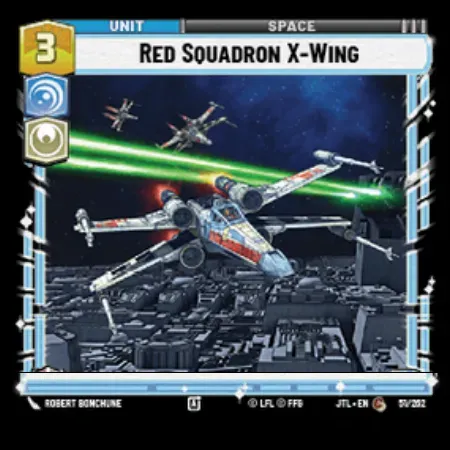 UNIT
SPACE
3
RED SQUADRON X-WING
ROBERT BONCHUNE
A
© LFL © FFG
JTL • EN
51/262